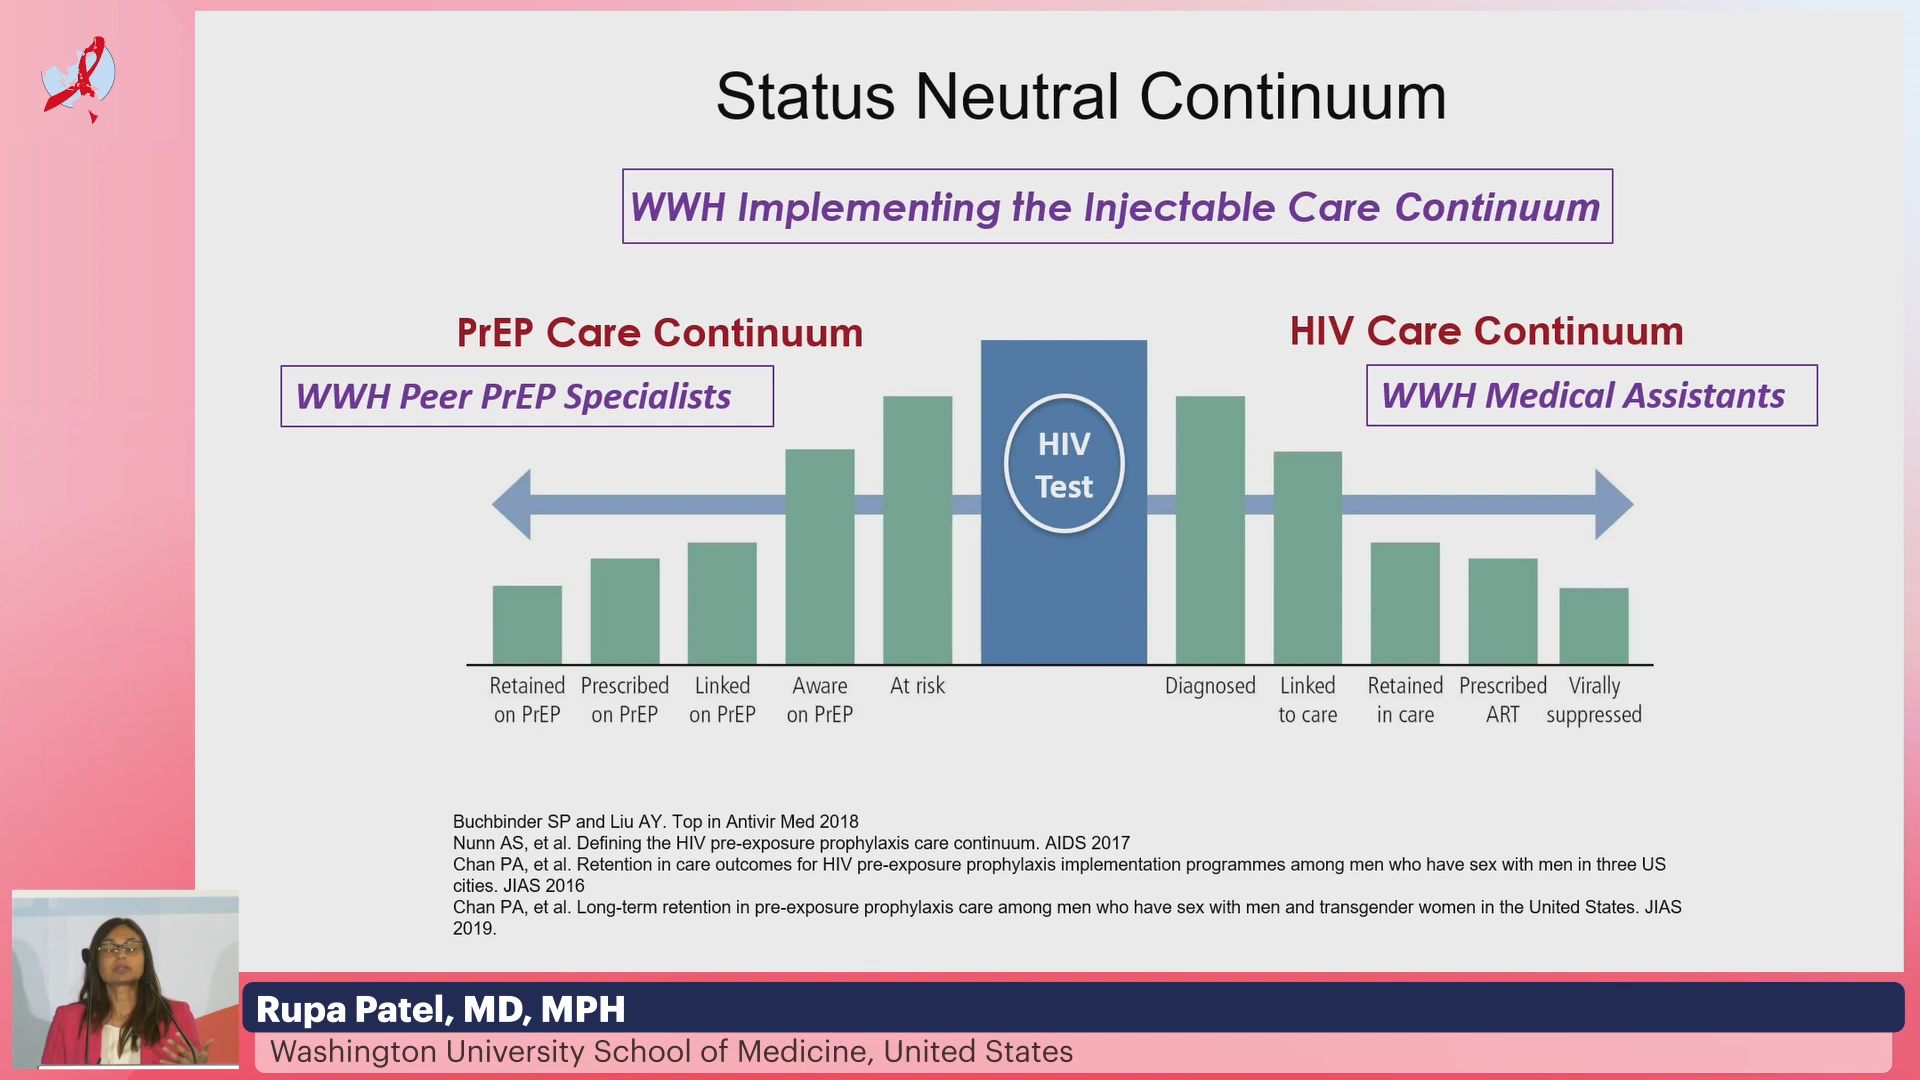 Status Neutral Continuum
WWH Implementing the Injectable Care Continuum
PrEP Care Continuum
HIV Care Continuum
WWH Peer PrEP Specialists
WWH Medical Assistants
HIV
Test
Retained
on PrEP
Prescribed
on PrEP
Linked
on PrEP
Aware
on PrEP
At risk
Diagnosed
Linked
to care
Retained
in care
Prescribed
ART
Virally
suppressed
Buchbinder SP and Liu AY. Top in Antivir Med 2018
Nunn AS, et al. Defining the HIV pre-exposure prophylaxis care continuum. AIDS 2017
Chan PA, et al. Retention in care outcomes for HIV pre-exposure prophylaxis implementation programmes among men who have sex with men in three US
cities. JIAS 2016
Chan PA, et al. Long-term retention in pre-exposure prophylaxis care among men who have sex with men and transgender women in the United States. JIAS
2019.
Rupa Patel, MD, MPH
Washington University School of Medicine, United States